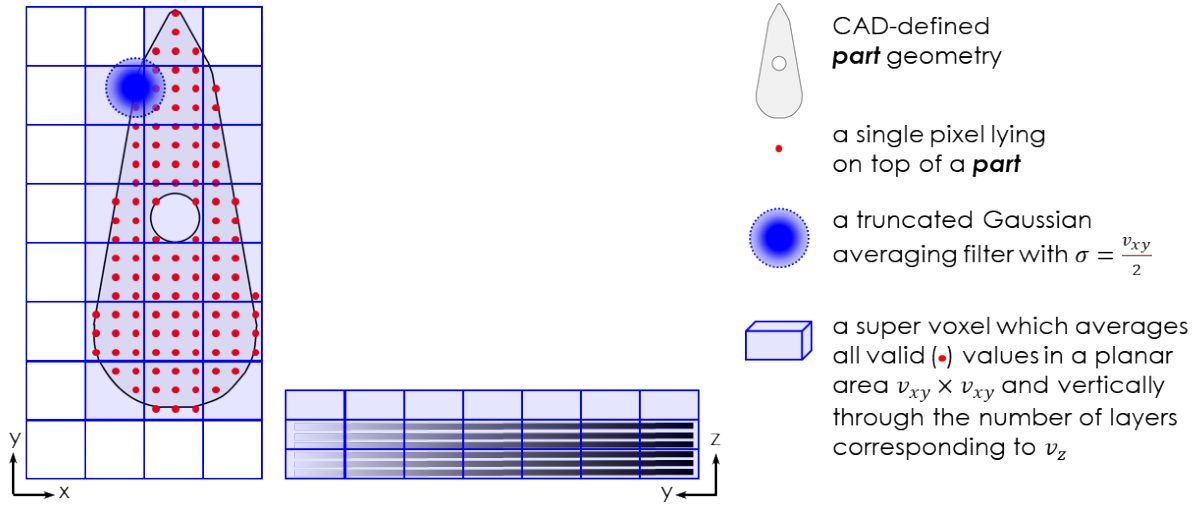 y
x
z
y
CAD-defined
part geometry
a single pixel lying
on top of a part
a truncated Gaussian
averaging filter with σ = v_xy/2
a super voxel which averages
all valid (•) values in a planar
area v_xy × v_xy and vertically
through the number of layers
corresponding to v_z